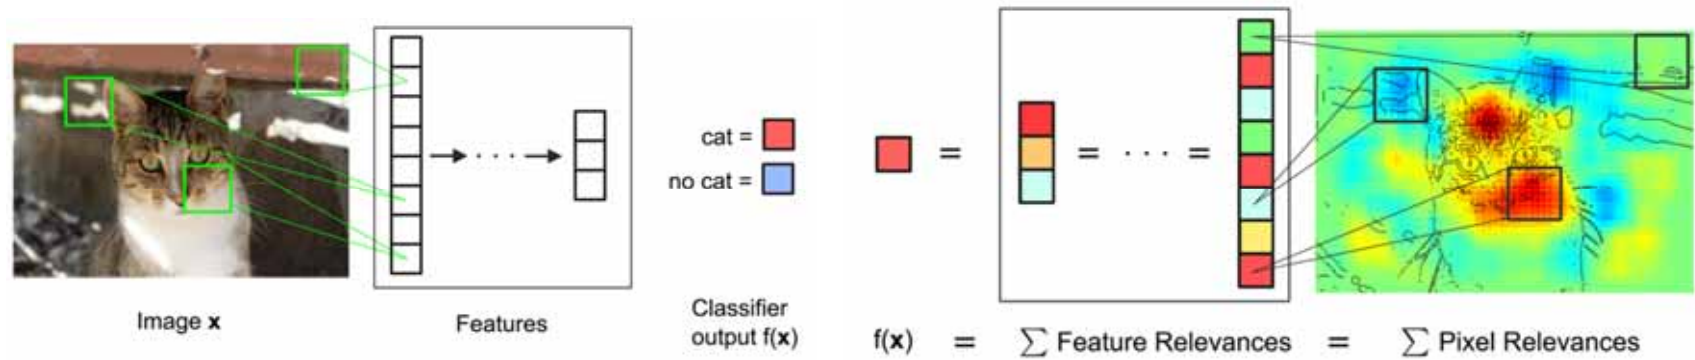 cat =
no cat =
= = · · · =
Image x
Features
Classifier
output f(x)
f(x) = ∑ Feature Relevances = ∑ Pixel Relevances